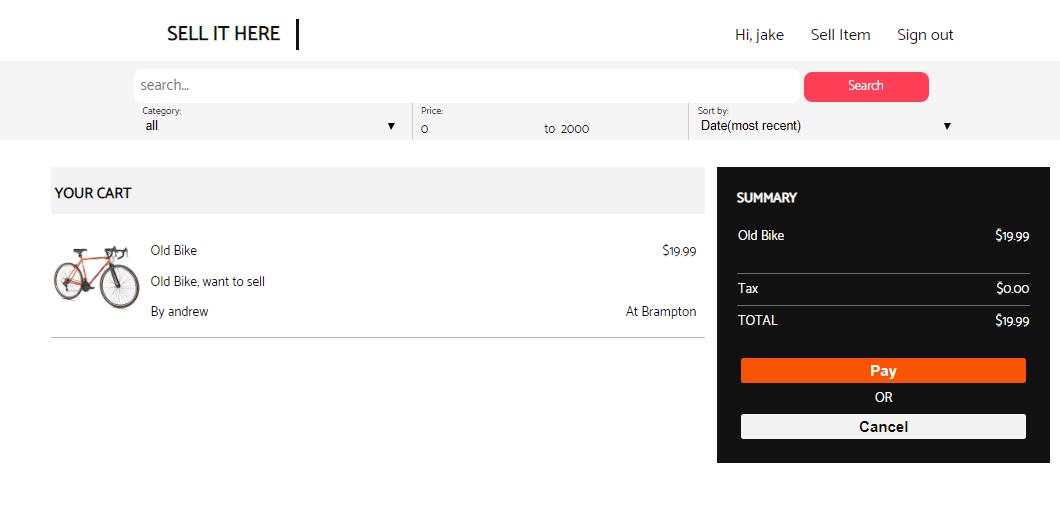 SELL IT HERE
Hi, jake Sell Item Sign out
search...
Search
Category:
all
Price:
0 to 2000
Sort by:
Date(most recent)
YOUR CART
Old Bike $19.99
Old Bike, want to sell
By andrew At Brampton
SUMMARY
Old Bike $19.99
Tax $0.00
TOTAL $19.99
Pay
OR
Cancel